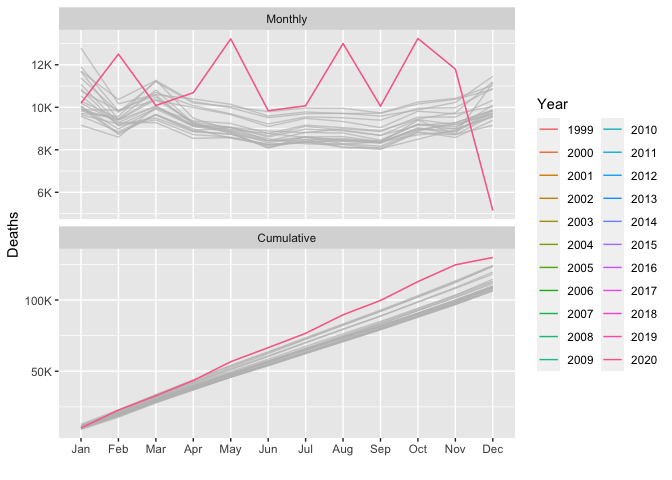 Monthly
12K
10K
8K
6K
Deaths
Cumulative
100K
50K
Jan Feb Mar Apr May Jun Jul Aug Sep Oct Nov Dec
Year
1999 2010
2000 2011
2001 2012
2002 2013
2003 2014
2004 2015
2005 2016
2006 2017
2007 2018
2008 2019
2009 2020